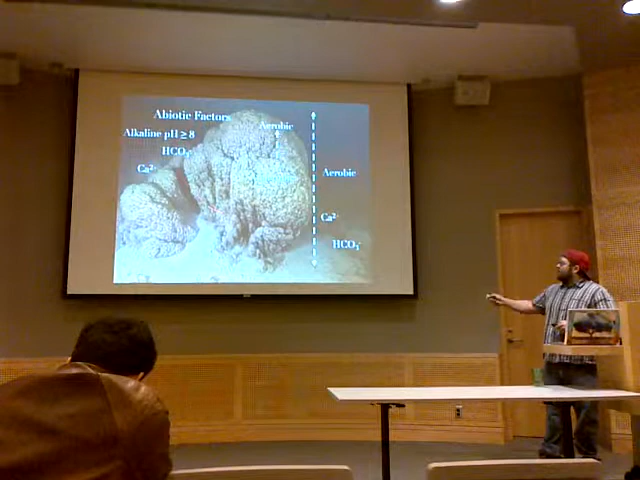 Abiotic Factors
Aerobic
Alkaline pH ≥ 8
HCO₃⁻
Ca²⁺
Aerobic
Ca²⁺
HCO₃⁻